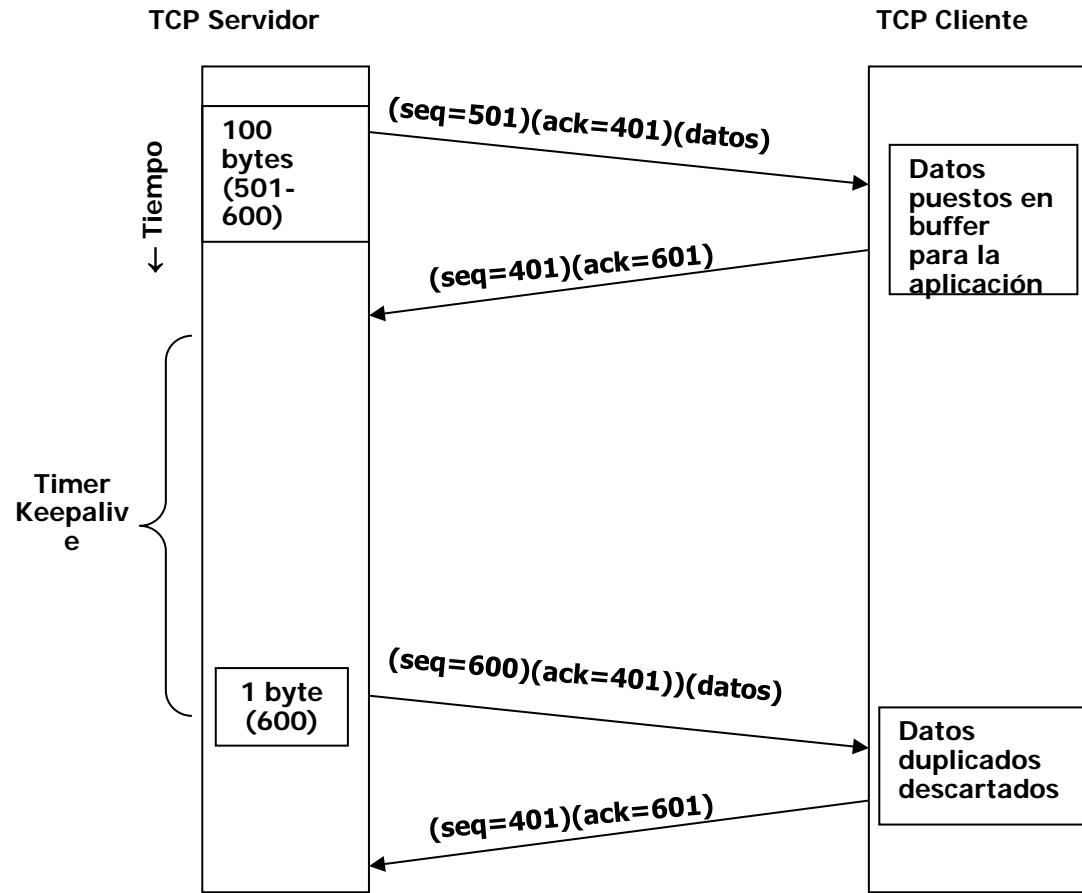 TCP Servidor
TCP Cliente
← Tiempo
100
bytes
(501-
600)
(seq=501)(ack=401)(datos)
Datos
puestos en
buffer
para la
aplicación
(seq=401)(ack=601)
Timer
Keepaliv
e
1 byte
(600)
(seq=600)(ack=401))(datos)
Datos
duplicados
descartados
(seq=401)(ack=601)